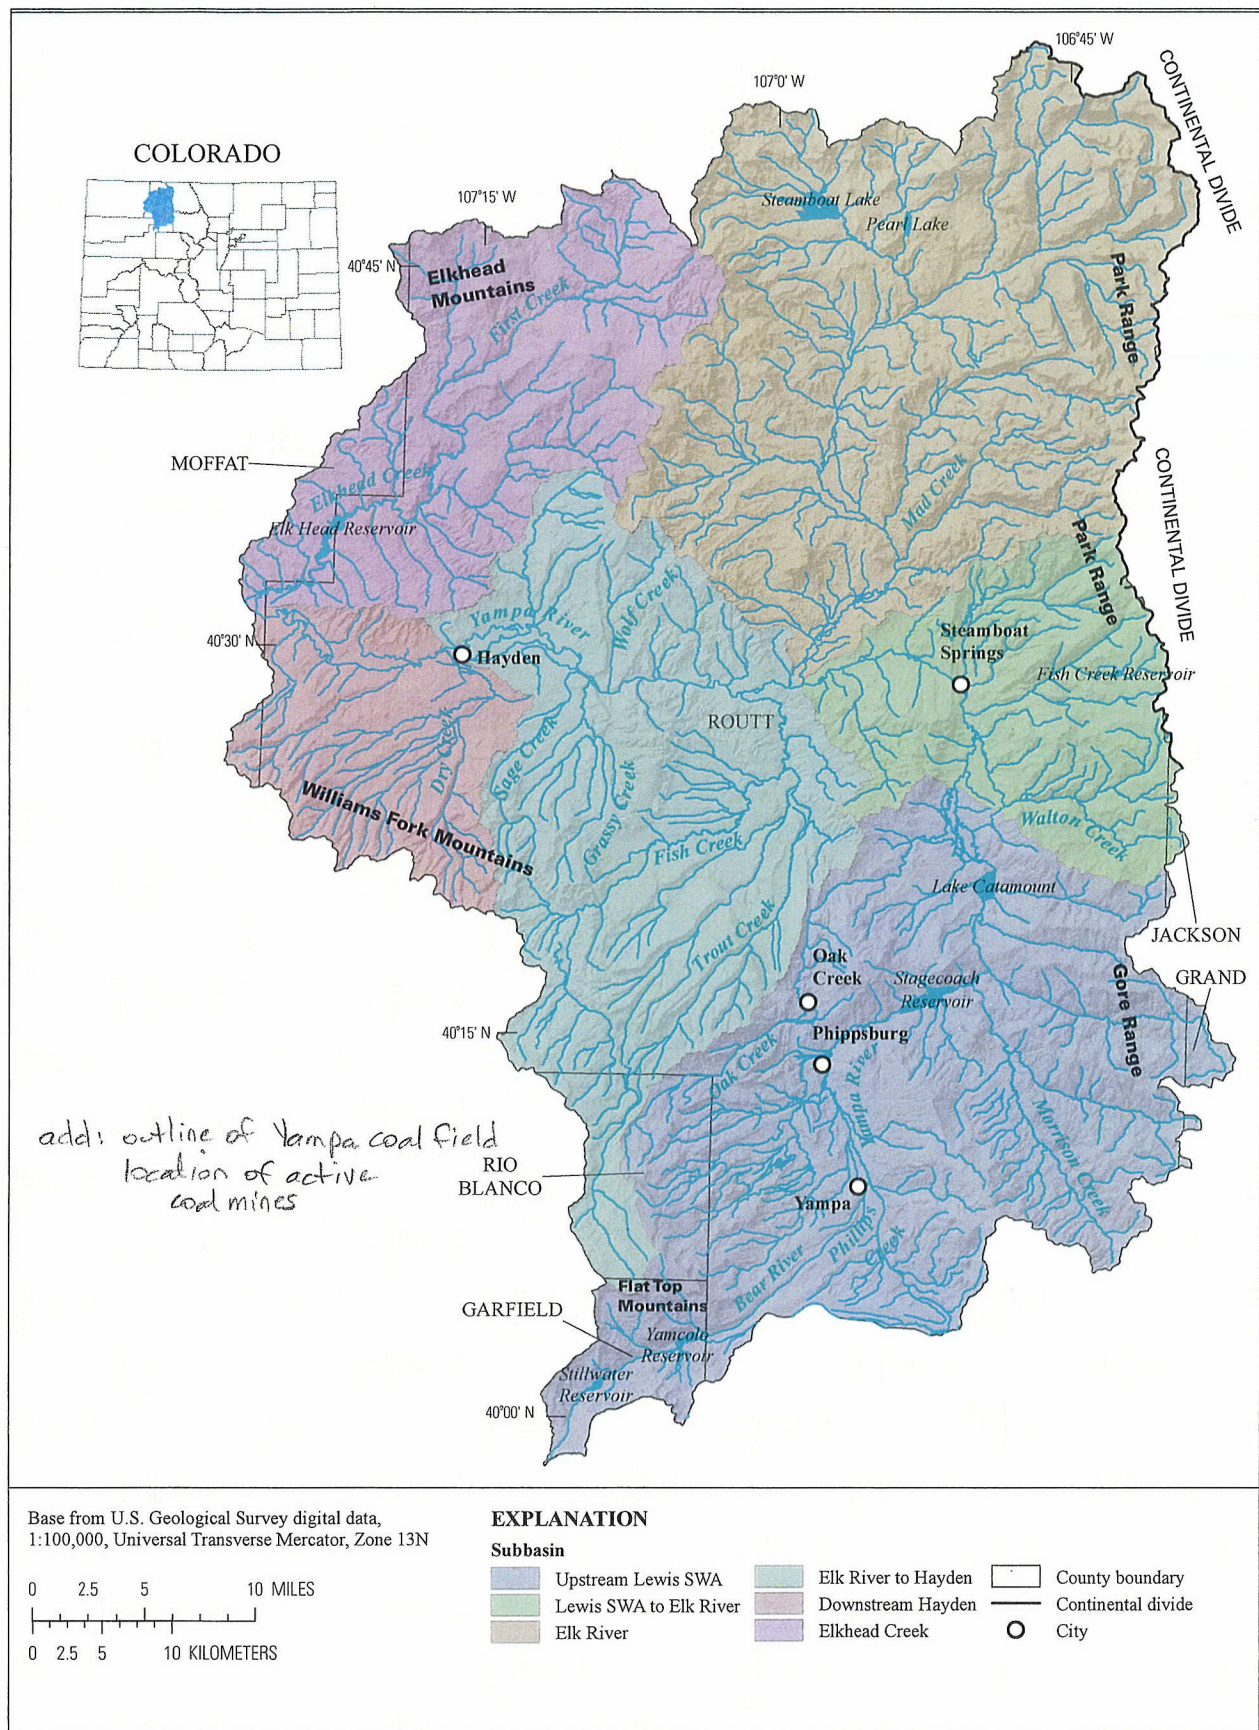 106°45' W
107°0' W
CONTINENTAL DIVIDE
COLORADO
107°15' W
Steamboat Lake
Pearl Lake
40°45' N
Elkhead
Mountains
First Creek
Park Range
MOFFAT
Elkhead Creek
Elk Head Reservoir
Mad Creek
CONTINENTAL DIVIDE
Park Range
Wolf Creek
Yampa River
40°30' N
Hayden
Steamboat
Springs
Fish Creek Reservoir
ROUTT
Dry Creek
Sage Creek
Grassy Creek
Williams Fork Mountains
Fish Creek
Walton Creek
Lake Catamount
Trout Creek
JACKSON
Oak
Creek
Stagecoach
Reservoir
Gore Range
GRAND
40°15' N
Phippsburg
Oak Creek
Yampa River
Morrison Creek
add: outline of Yampa coal field
location of active
coal mines
RIO
BLANCO
Yampa
Phillips
Creek
Bear River
Flat Top
Mountains
GARFIELD
Yamcolo
Reservoir
Stillwater
Reservoir
40°00' N
Base from U.S. Geological Survey digital data,
1:100,000, Universal Transverse Mercator, Zone 13N
0 2.5 5 10 MILES
0 2.5 5 10 KILOMETERS
EXPLANATION
Subbasin
Upstream Lewis SWA
Lewis SWA to Elk River
Elk River
Elk River to Hayden
Downstream Hayden
Elkhead Creek
County boundary
Continental divide
City